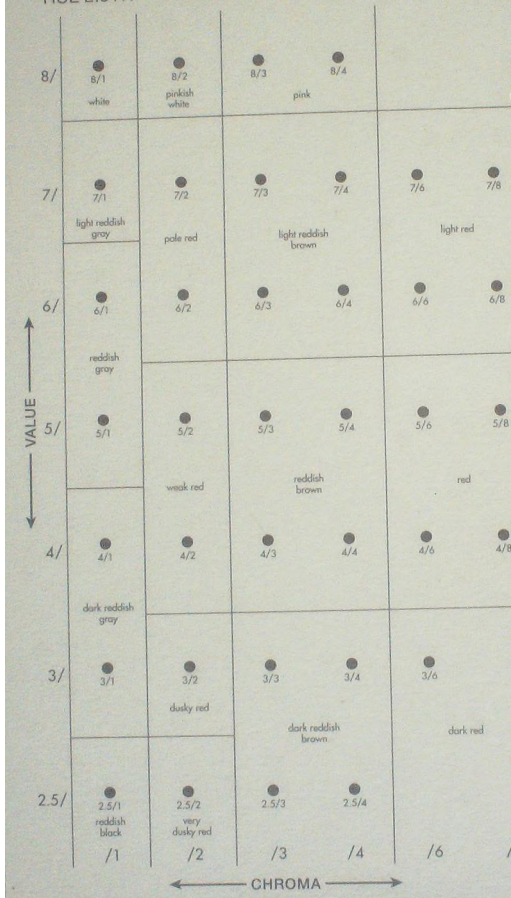 8/
8/1
8/2
8/3
8/4
white
pinkish
white
pink
7/
7/1
7/2
7/3
7/4
7/6
7/8
light reddish
gray
pale red
light reddish
brown
light red
6/
6/1
6/2
6/3
6/4
6/6
6/8
reddish
gray
VALUE
5/
5/1
5/2
5/3
5/4
5/6
5/8
weak red
reddish
brown
red
4/
4/1
4/2
4/3
4/4
4/6
4/8
dark reddish
gray
3/
3/1
3/2
3/3
3/4
3/6
dusky red
dark reddish
brown
dark red
2.5/
2.5/1
2.5/2
2.5/3
2.5/4
reddish
black
very
dusky red
/1
/2
/3
/4
/6
CHROMA